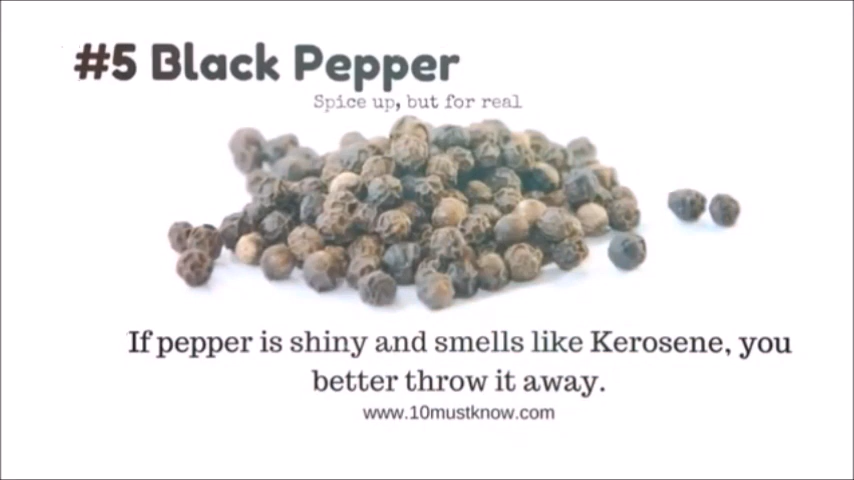 #5 Black Pepper
Spice up, but for real
If pepper is shiny and smells like Kerosene, you
better throw it away.
www.10mustknow.com